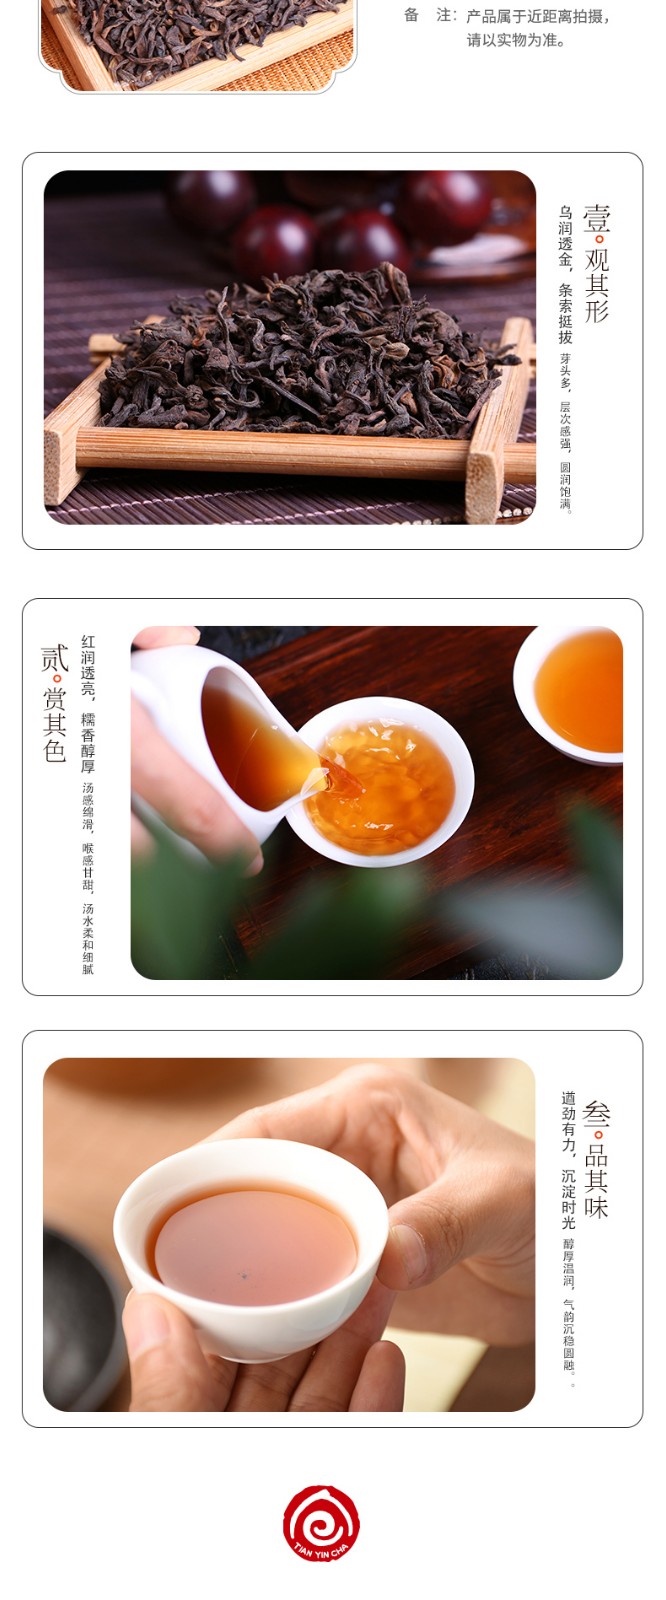 备 注：产品属于近距离拍摄，
请以实物为准。
壹
观其形
乌润透金，条索挺拔
芽头多，层次感强，圆润饱满。
贰
赏其色
红润透亮，糯香醇厚
汤感绵滑，喉感甘甜，汤水柔和细腻
叁
品其味
遒劲有力，沉淀时光
醇厚温润，气韵沉稳圆融。。
TIAN YIN CHA